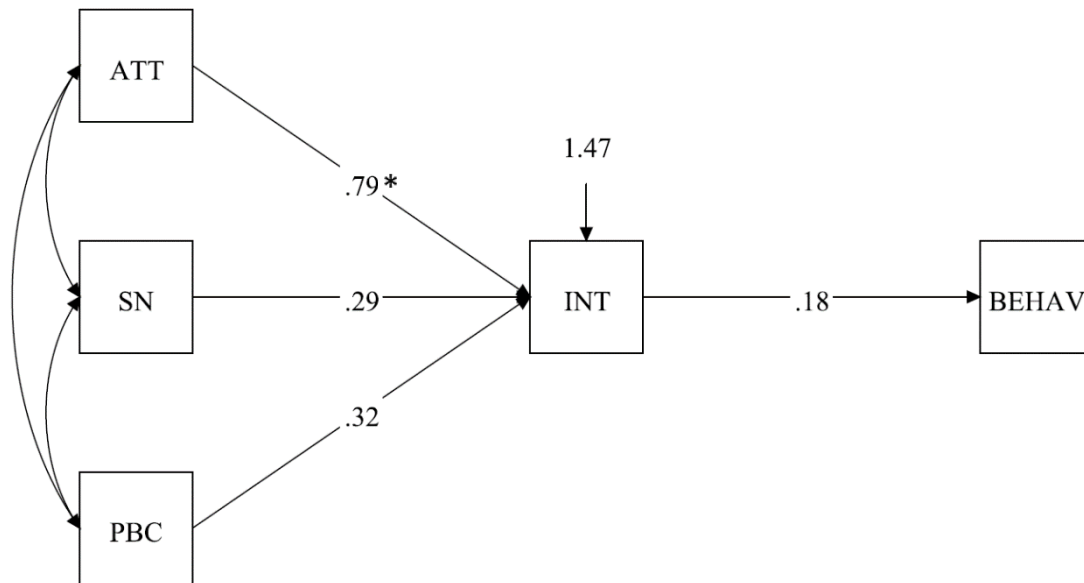 ATT
.79*
1.47
SN
.29
INT
.18
BEHAV
.32
PBC